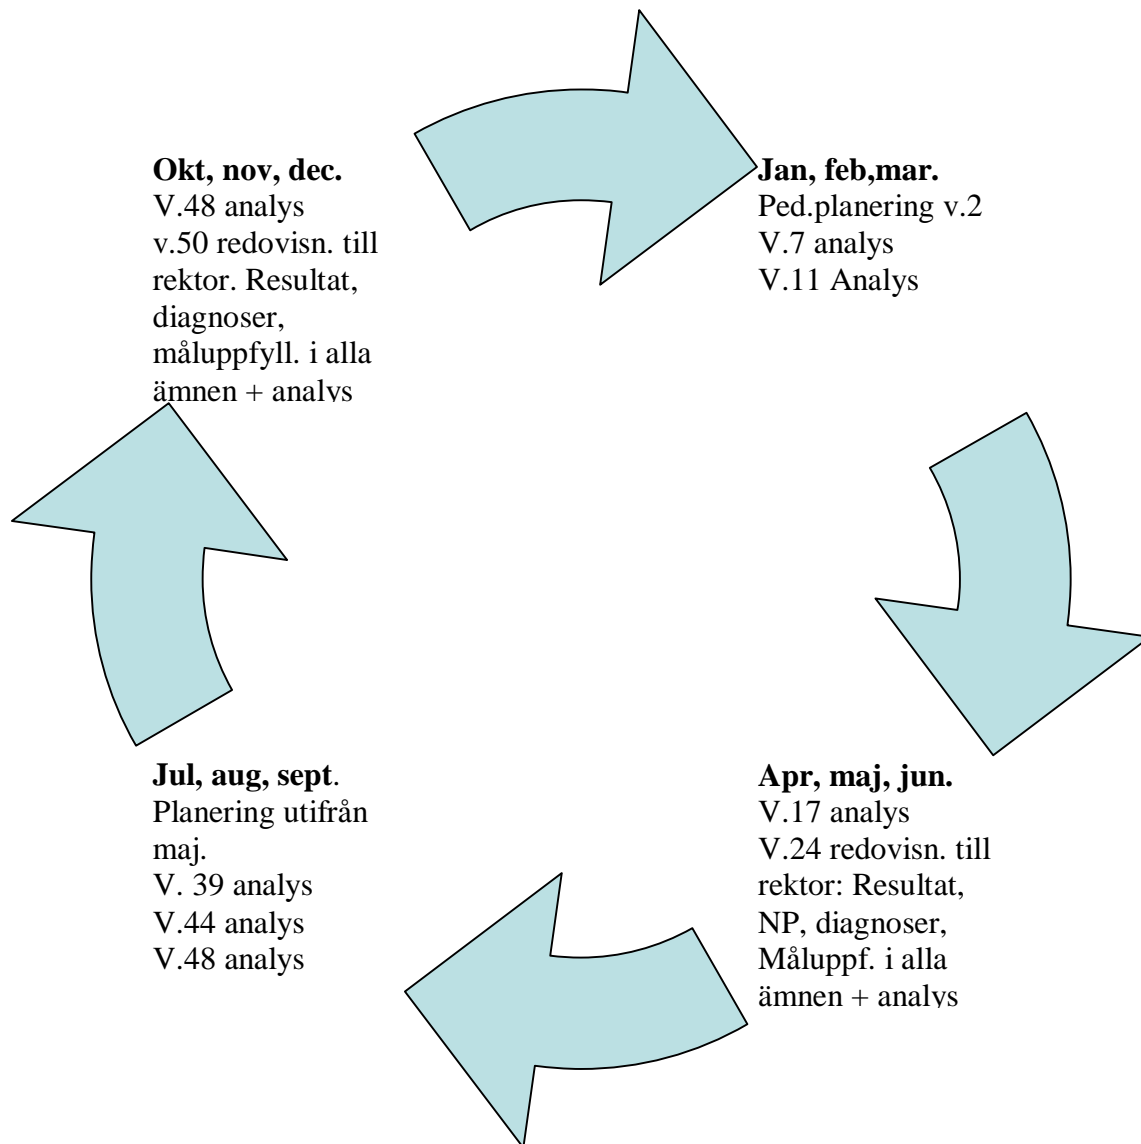 Okt, nov, dec.
V.48 analys
v.50 redovisn. till
rektor. Resultat,
diagnoser,
måluppfyll. i alla
ämnen + analys
Jan, feb,mar.
Ped.planering v.2
V.7 analys
V.11 Analys
Apr, maj, jun.
V.17 analys
V.24 redovisn. till
rektor: Resultat,
NP, diagnoser,
Måluppf. i alla
ämnen + analys
Jul, aug, sept.
Planering utifrån
maj.
V. 39 analys
V.44 analys
V.48 analys